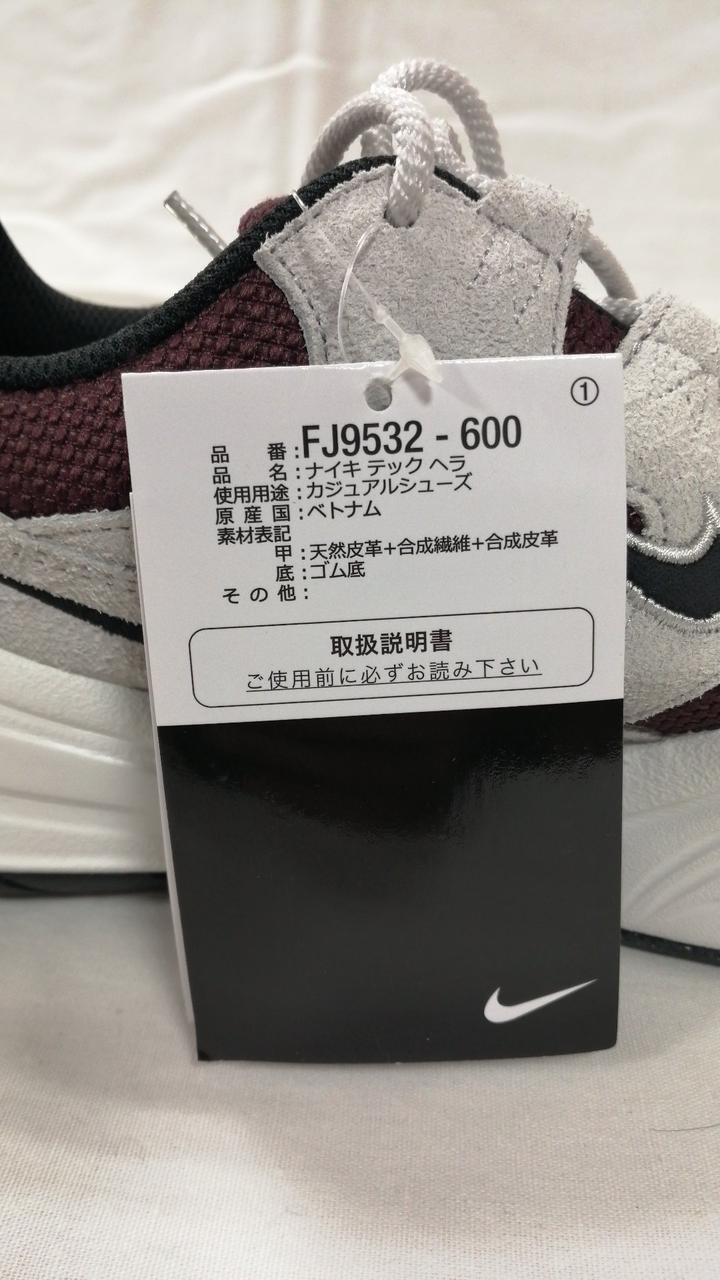 ①
品番:FJ9532 - 600
品名:ナイキ テック ヘラ
使用用途:カジュアルシューズ
原産国:ベトナム
素材表記
甲:天然皮革+合成繊維+合成皮革
底:ゴム底
その他:
取扱説明書
ご使用前に必ずお読み下さい